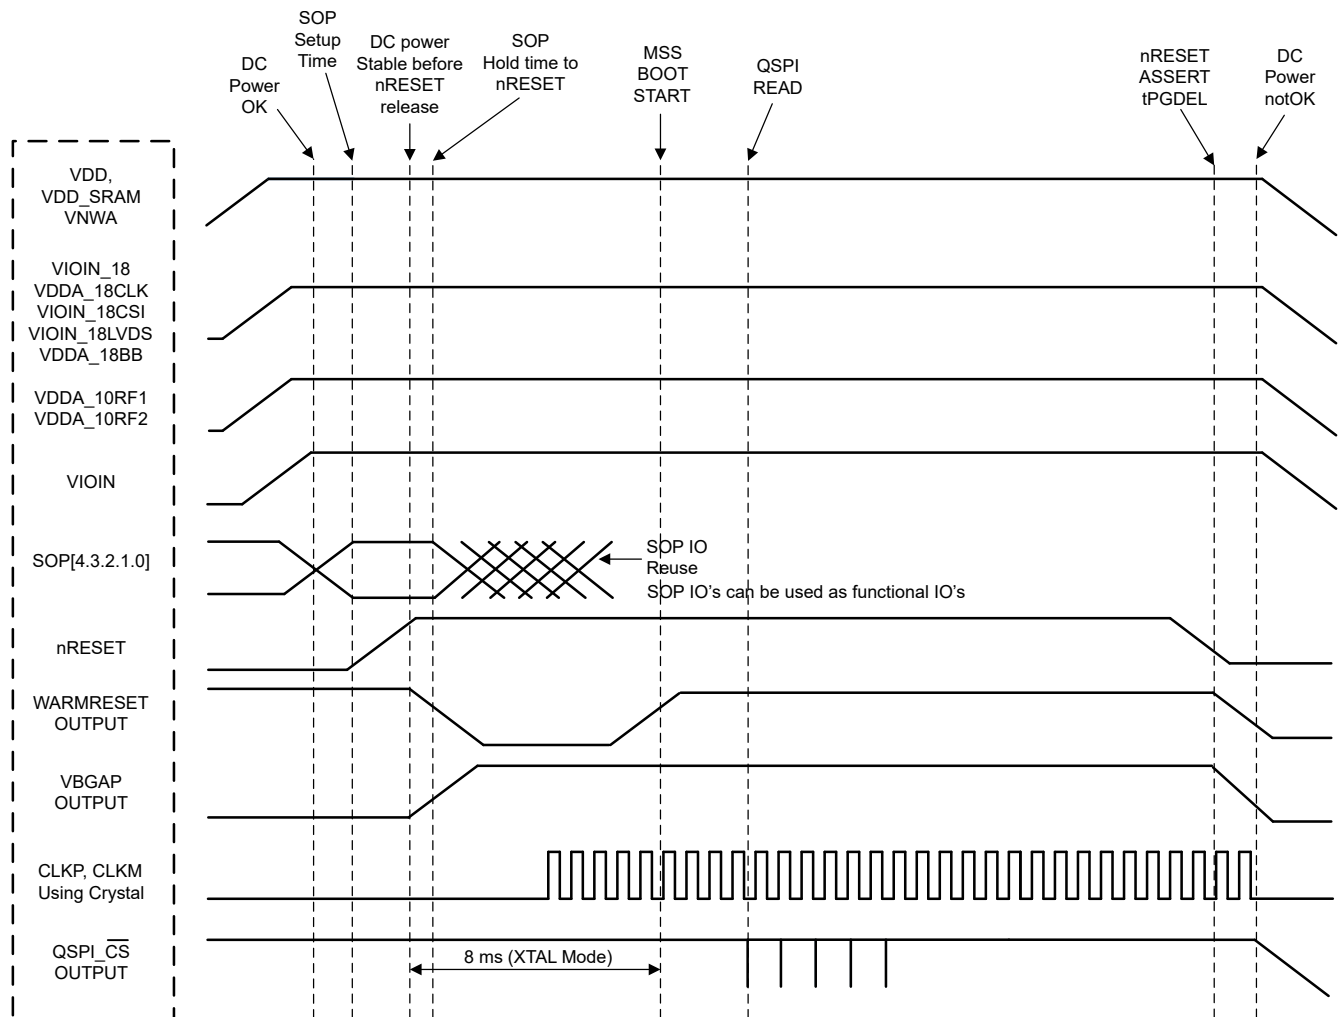 SOP
Setup
Time
DC
Power
OK
DC power
Stable before
nRESET
release
SOP
Hold time to
nRESET
MSS
BOOT
START
QSPI
READ
nRESET
ASSERT
tPGDEL
DC
Power
notOK
VDD,
VDD_SRAM
VNWA
VIOIN_18
VDDA_18CLK
VIOIN_18CSI
VIOIN_18LVDS
VDDA_18BB
VDDA_10RF1
VDDA_10RF2
VIOIN
SOP[4.3.2.1.0]
SOP IO
Reuse
SOP IO’s can be used as functional IO’s
nRESET
WARMRESET
OUTPUT
VBGAP
OUTPUT
CLKP, CLKM
Using Crystal
QSPI_C̅S̅
OUTPUT
8 ms (XTAL Mode)